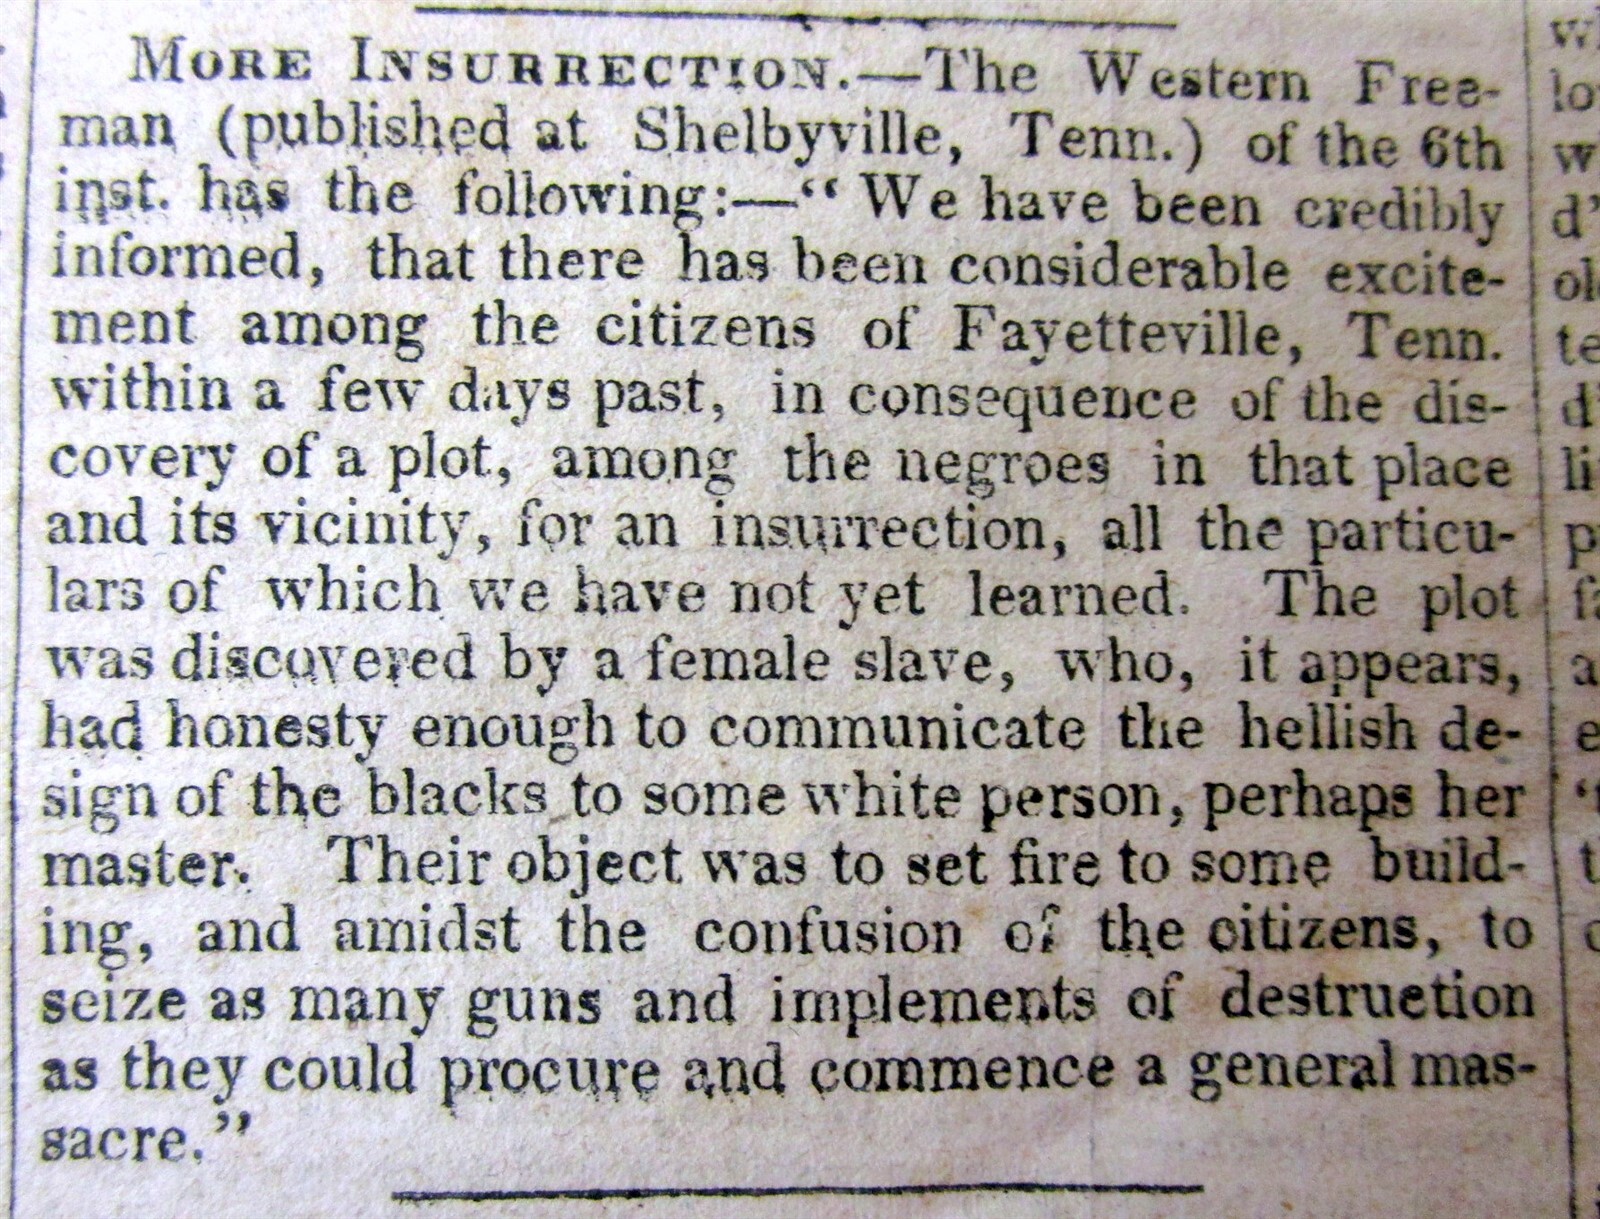 MORE INSURRECTION.—The Western Free-
man (published at Shelbyville, Tenn.) of the 6th
inst. has the following:—“ We have been credibly
informed, that there has been considerable excite-
ment among the citizens of Fayetteville, Tenn.
within a few days past, in consequence of the dis-
covery of a plot, among the negroes in that place
and its vicinity, for an insurrection, all the particu-
lars of which we have not yet learned. The plot
was discovered by a female slave, who, it appears,
had honesty enough to communicate the hellish de-
sign of the blacks to some white person, perhaps her
master. Their object was to set fire to some build-
ing, and amidst the confusion of the citizens, to
seize as many guns and implements of destruction
as they could procure and commence a general mas-
sacre.”